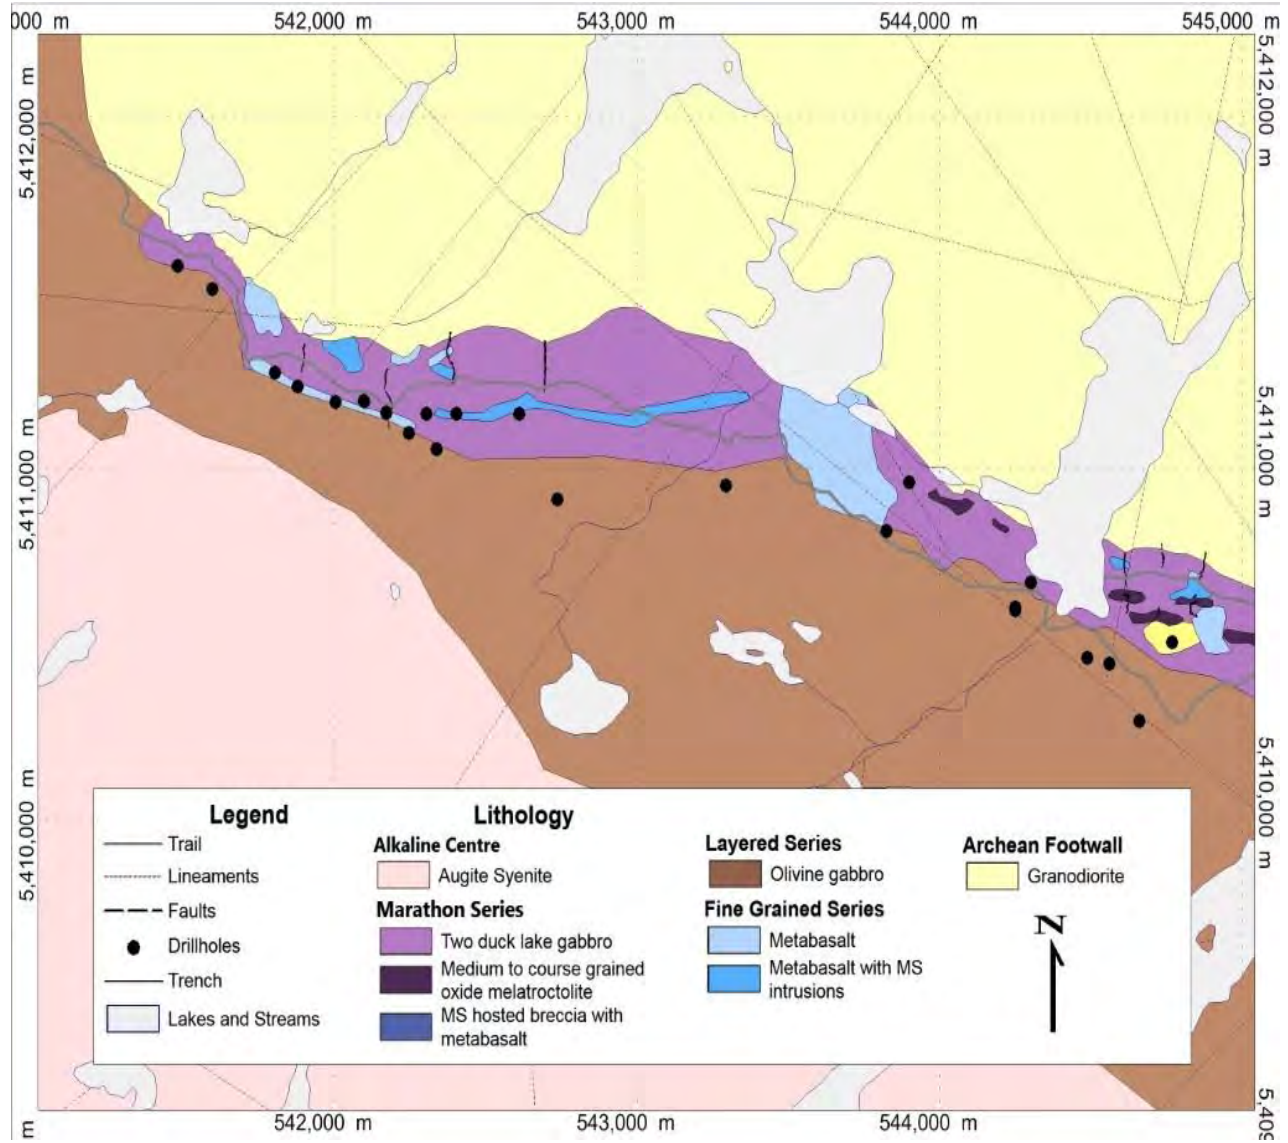 000 m
542,000 m
543,000 m
544,000 m
545,000 m
5,412,000 m
5,412,000 m
5,411,000 m
5,411,000 m
5,410,000 m
5,410,000 m
Legend
Trail
Lineaments
Faults
Drillholes
Trench
Lakes and Streams
Lithology
Alkaline Centre
Augite Syenite
Marathon Series
Two duck lake gabbro
Medium to course grained
oxide melatroctolite
MS hosted breccia with
metabasalt
Layered Series
Olivine gabbro
Fine Grained Series
Metabasalt
Metabasalt with MS
intrusions
Archean Footwall
Granodiorite
N
m
542,000 m
543,000 m
544,000 m
5,409